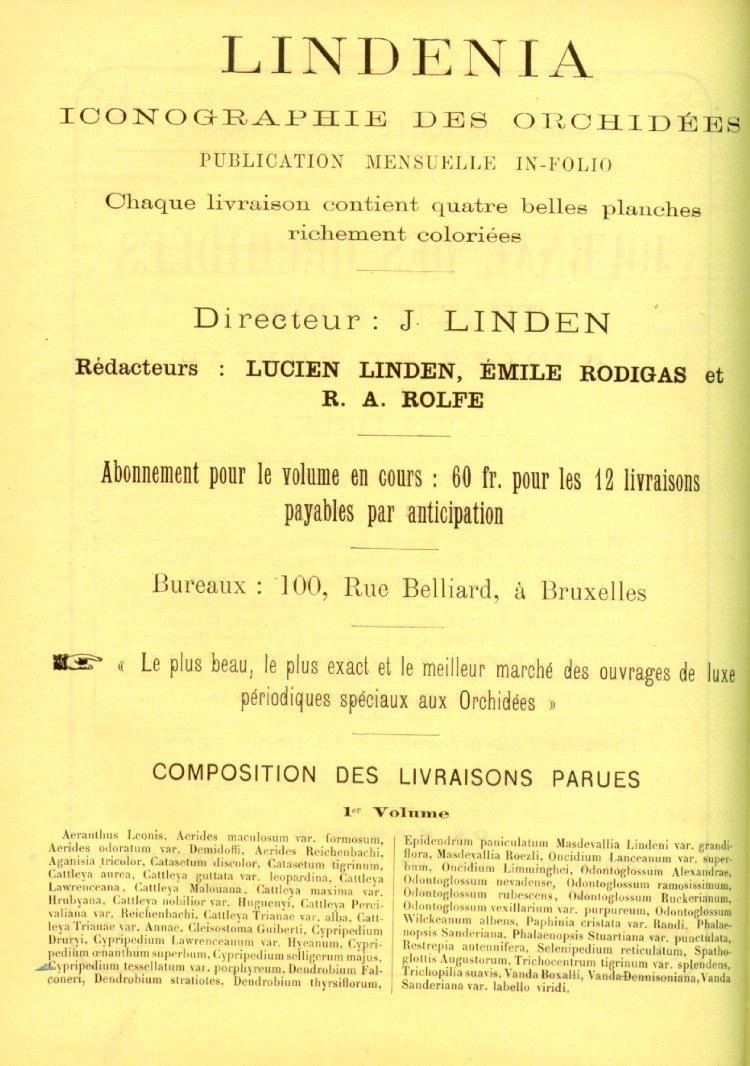 LINDENIA
ICONOGRAPHIE DES ORCHIDÉES
PUBLICATION MENSUELLE IN-FOLIO
Chaque livraison contient quatre belles planches
richement coloriées
Directeur : J. LINDEN
Rédacteurs : LUCIEN LINDEN, ÉMILE RODIGAS et
R. A. ROLFE
Abonnement pour le volume en cours : 60 fr. pour les 12 livraisons
payables par anticipation
Bureaux : 100, Rue Belliard, à Bruxelles
« Le plus beau, le plus exact et le meilleur marché des ouvrages de luxe
périodiques spéciaux aux Orchidées »
COMPOSITION DES LIVRAISONS PARUES
1er Volume
Aeranthus Leonis, Aerides maculosum var. formosum,
Aerides odoratum var. Demidoffi, Aerides Reichenbachi,
Aganisia tricolor, Catasetum discolor, Catasetum tigrinum,
Cattleya aurea, Cattleya guttata var. leopardina, Cattleya
Lawrenceana, Cattleya Malouana, Cattleya maxima var.
Hrubyana, Cattleya nobilior var. Hugueneyi, Cattleya Perci-
valiana var. Reichenbachi, Cattleya Trianae var. alba, Catt-
leya Trianae var. Annae, Cleisostoma Guiberti, Cypripedium
Druryi, Cypripedium Lawrenceanum var. Hyeanum, Cypri-
pedium œnanthum superbum, Cypripedium selligerum majus,
Cypripedium tessellatum var. porphyreum, Dendrobium Fal-
coneri, Dendrobium stratiotes, Dendrobium thyrsiflorum,
Epidendrum paniculatum Masdevallia Lindeni var. grandi-
flora, Masdevallia Roezli, Oncidium Lanceanum var. super-
bum, Oncidium Limminghei, Odontoglossum Alexandrae,
Odontoglossum nevadense, Odontoglossum ramosissimum,
Odontoglossum rubescens, Odontoglossum Ruckerianum,
Odontoglossum vexillarium var. purpureum, Odontoglossum
Wilckeanum albens, Paphinia cristata var. Randi, Phalae-
nopsis Sanderiana, Phalaenopsis Stuartiana var. punctulata,
Restrepia antennifera, Selenipedium reticulatum, Spatho-
glottis Augustorum, Trichocentrum tigrinum var. splendens,
Trichopilia suavis, Vanda Boxalli, Vanda Dennisoniana, Vanda
Sanderiana var. labello viridi.